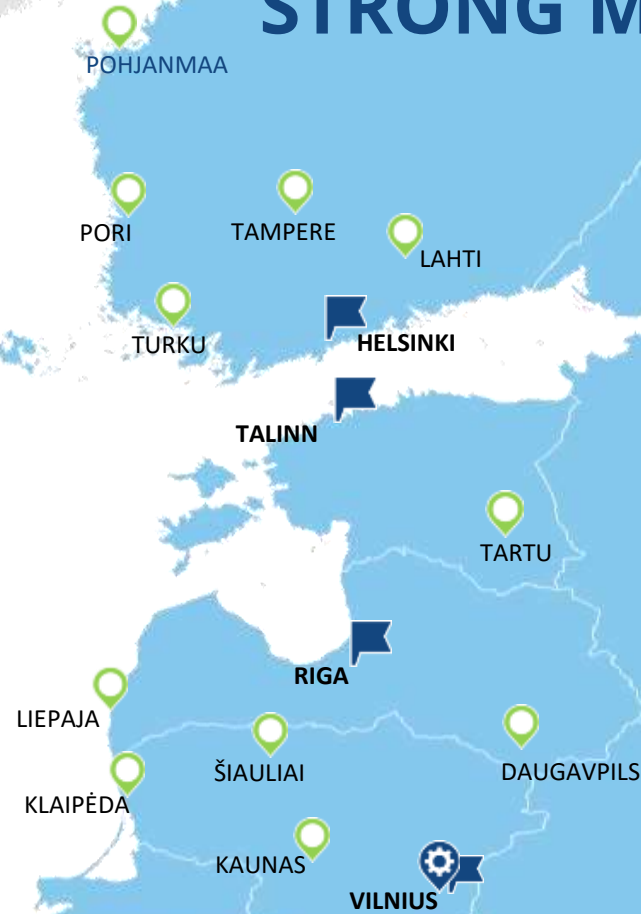 STRONG M
POHJANMAA
PORI
TAMPERE
LAHTI
TURKU
HELSINKI
TALINN
TARTU
RIGA
LIEPAJA
ŠIAULIAI
DAUGAVPILS
KLAIPĖDA
KAUNAS
VILNIUS